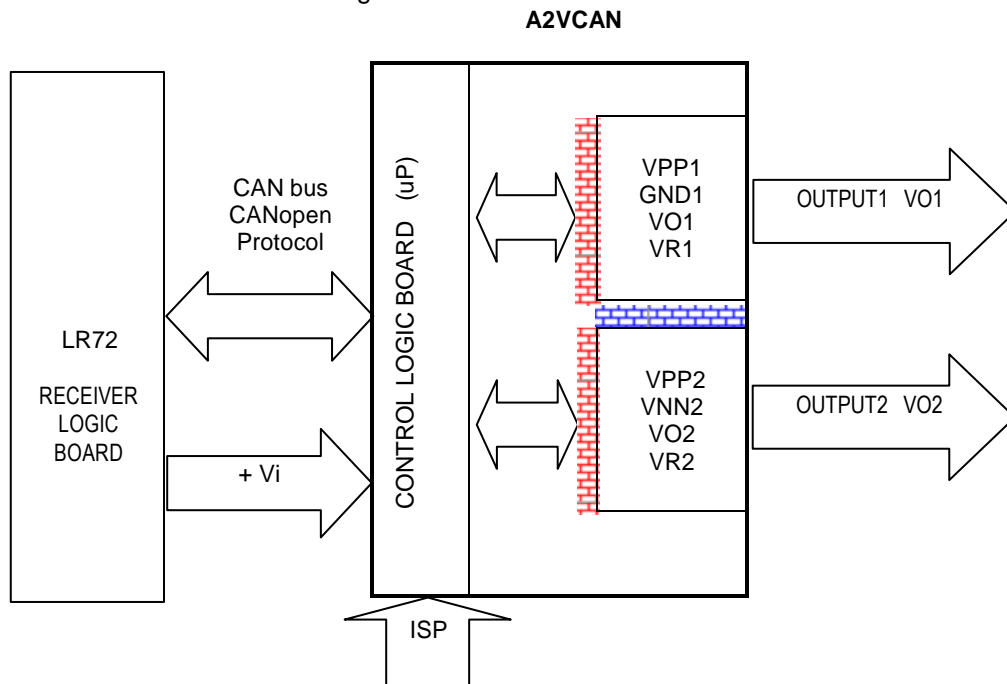 A2VCAN
LR72
RECEIVER
LOGIC
BOARD
CAN bus
CANopen
Protocol
+ Vi
CONTROL LOGIC BOARD (uP)
ISP
VPP1
GND1
VO1
VR1
VPP2
VNN2
VO2
VR2
OUTPUT1 VO1
OUTPUT2 VO2